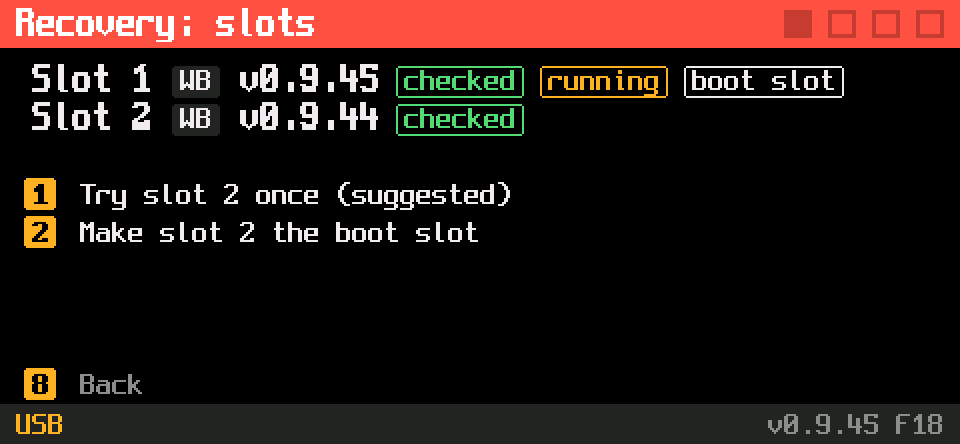 Recovery: slots
Slot 1 WB v0.9.45 checked running boot slot
Slot 2 WB v0.9.44 checked
1 Try slot 2 once (suggested)
2 Make slot 2 the boot slot
8 Back
USB v0.9.45 F18